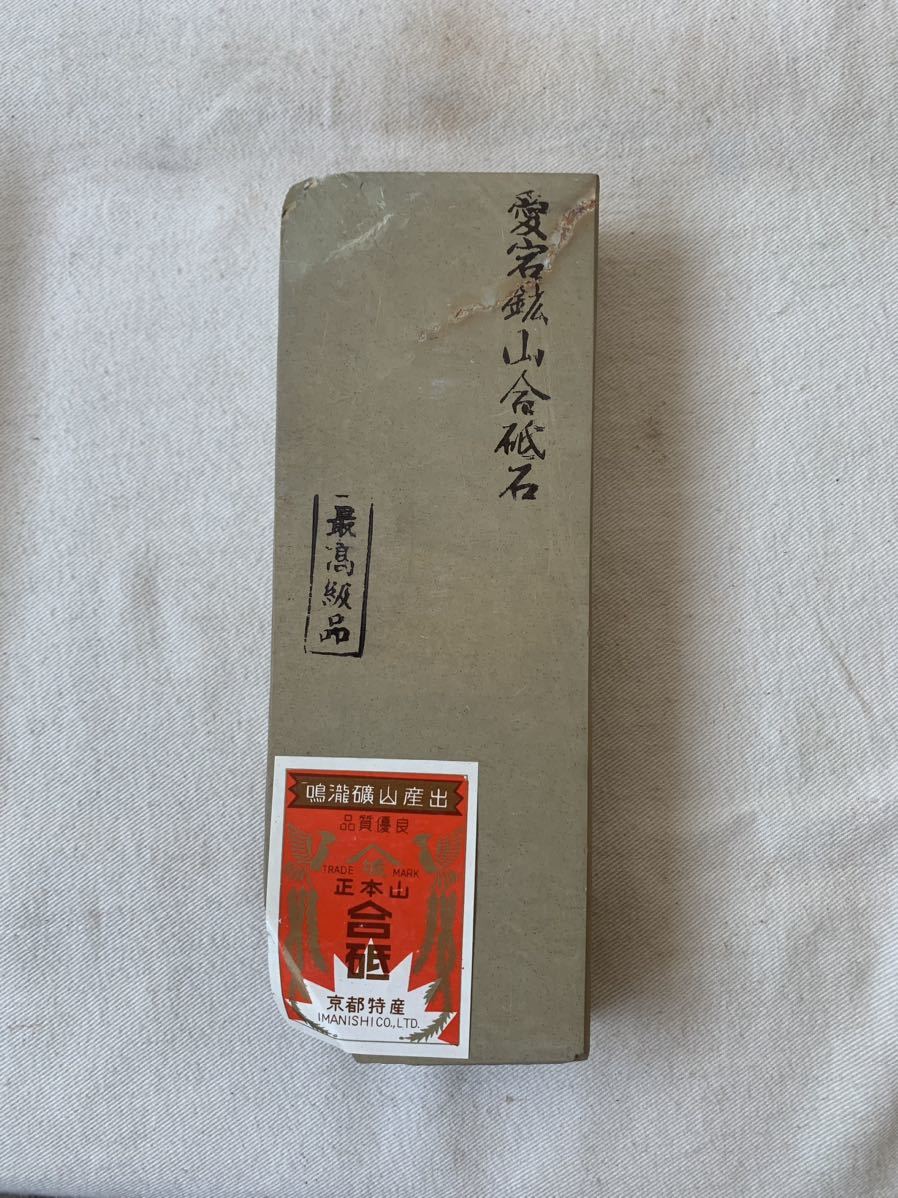 愛宕鉱山合砥石
最高級品
鳴瀧礦山産出
品質優良
TRADE MARK
正本山
合砥
京都特産
IMANISHI CO., LTD.